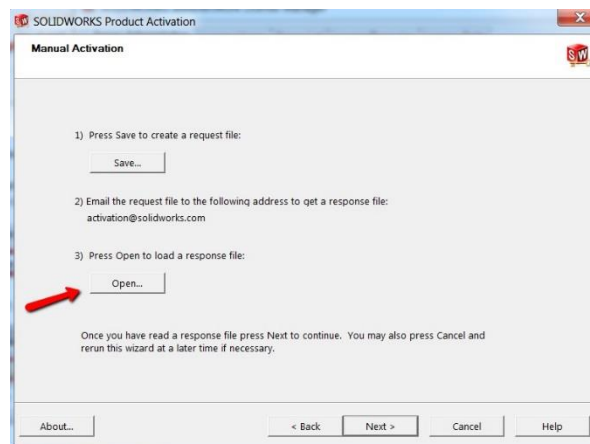 SOLIDWORKS Product Activation
Manual Activation
SW
1) Press Save to create a request file:
Save...
2) Email the request file to the following address to get a response file:
activation@solidworks.com
3) Press Open to load a response file:
Open...
Once you have read a response file press Next to continue. You may also press Cancel and
rerun this wizard at a later time if necessary.
About...
< Back
Next >
Cancel
Help